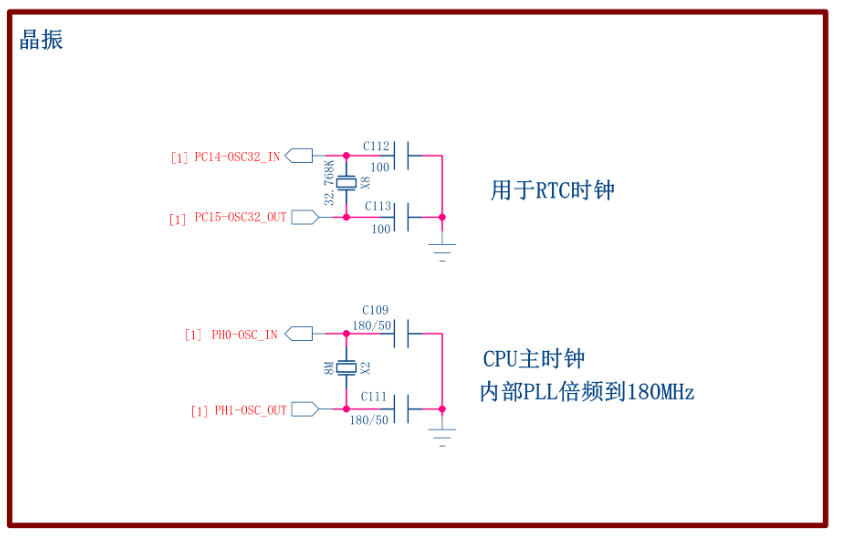 晶振
[1] PC14-OSC32_IN
C112
100
32.768K
X8
用于RTC时钟
[1] PC15-OSC32_OUT
C113
100
C109
180/50
[1] PH0-OSC_IN
8M
X2
CPU主时钟
内部PLL倍频到180MHz
[1] PH1-OSC_OUT
C111
180/50